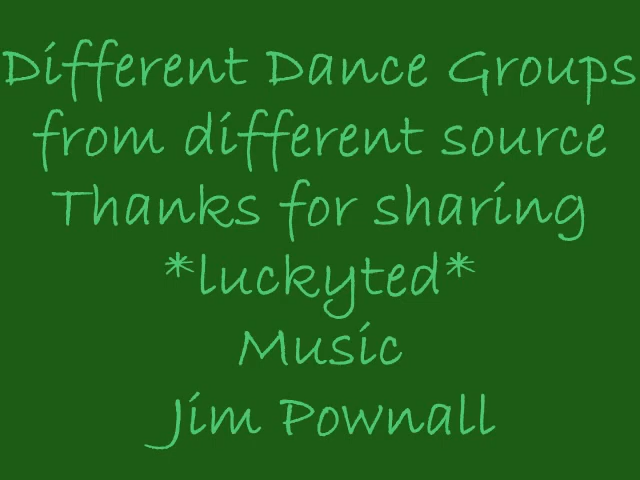 Different Dance Groups
from different source
Thanks for sharing
*luckyted*
Music
Jim Pownall